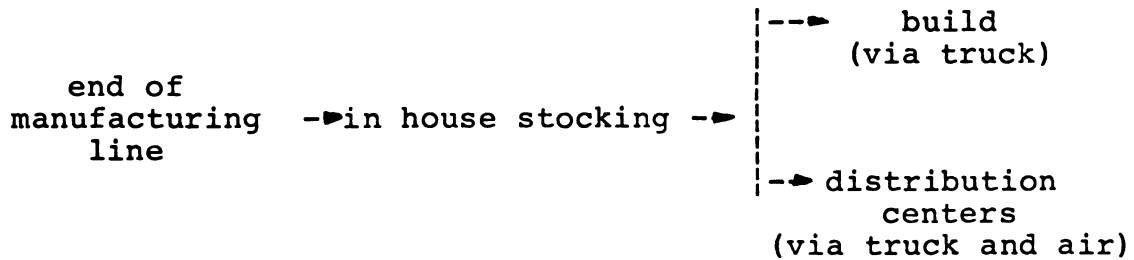 build
(via truck)
end of
manufacturing
line
in house stocking
distribution
centers
(via truck and air)